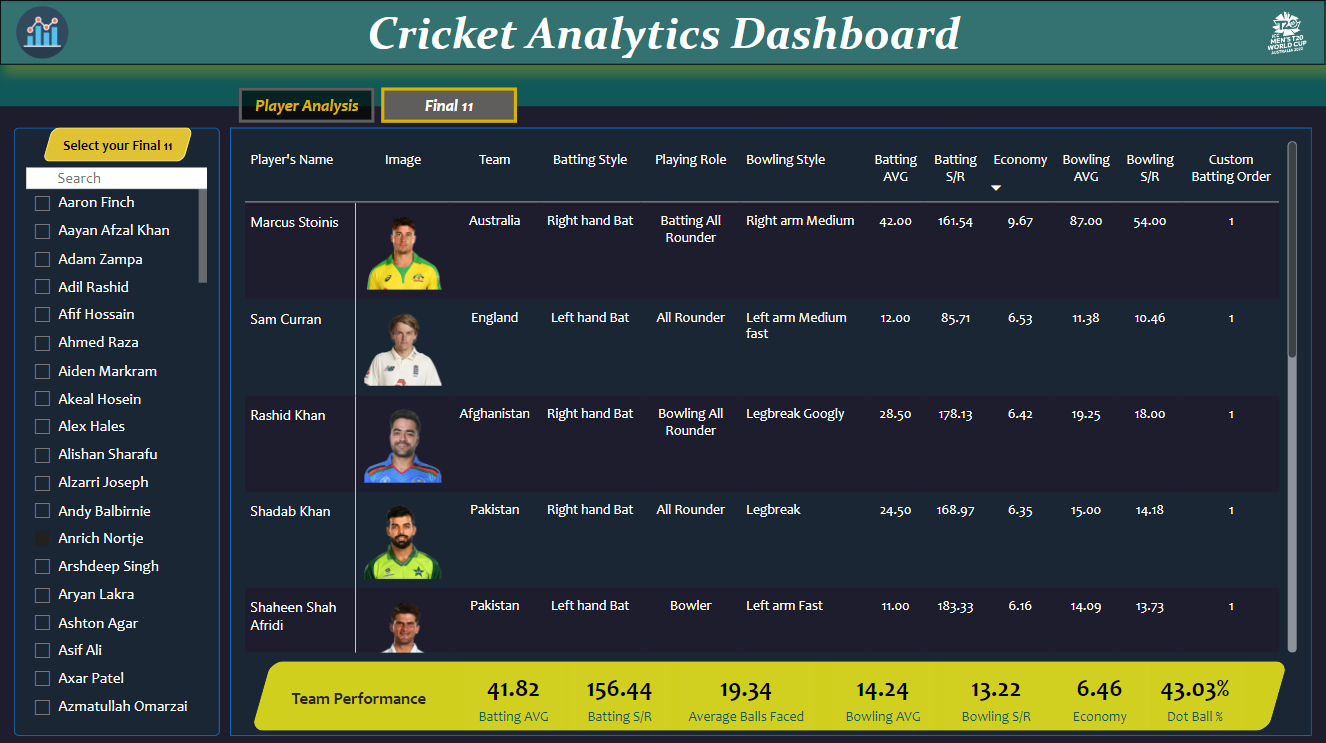 Cricket Analytics Dashboard
T20
ICC
MEN'S T20
WORLD CUP
AUSTRALIA 2022
Player Analysis
Final 11
Select your Final 11
Search
Aaron Finch
Aayan Afzal Khan
Adam Zampa
Adil Rashid
Afif Hossain
Ahmed Raza
Aiden Markram
Akeal Hosein
Alex Hales
Alishan Sharafu
Alzarri Joseph
Andy Balbirnie
Anrich Nortje
Arshdeep Singh
Aryan Lakra
Ashton Agar
Asif Ali
Axar Patel
Azmatullah Omarzai
Player's Name Image Team Batting Style Playing Role Bowling Style Batting Batting Economy Bowling Bowling Custom
AVG S/R AVG S/R Batting Order
Marcus Stoinis Australia Right hand Bat Batting All Right arm Medium 42.00 161.54 9.67 87.00 54.00 1
Rounder
Sam Curran England Left hand Bat All Rounder Left arm Medium 12.00 85.71 6.53 11.38 10.46 1
fast
Rashid Khan Afghanistan Right hand Bat Bowling All Legbreak Googly 28.50 178.13 6.42 19.25 18.00 1
Rounder
Shadab Khan Pakistan Right hand Bat All Rounder Legbreak 24.50 168.97 6.35 15.00 14.18 1
Shaheen Shah Pakistan Left hand Bat Bowler Left arm Fast 11.00 183.33 6.16 14.09 13.73 1
Afridi
Team Performance
41.82 156.44 19.34 14.24 13.22 6.46 43.03%
Batting AVG Batting S/R Average Balls Faced Bowling AVG Bowling S/R Economy Dot Ball %